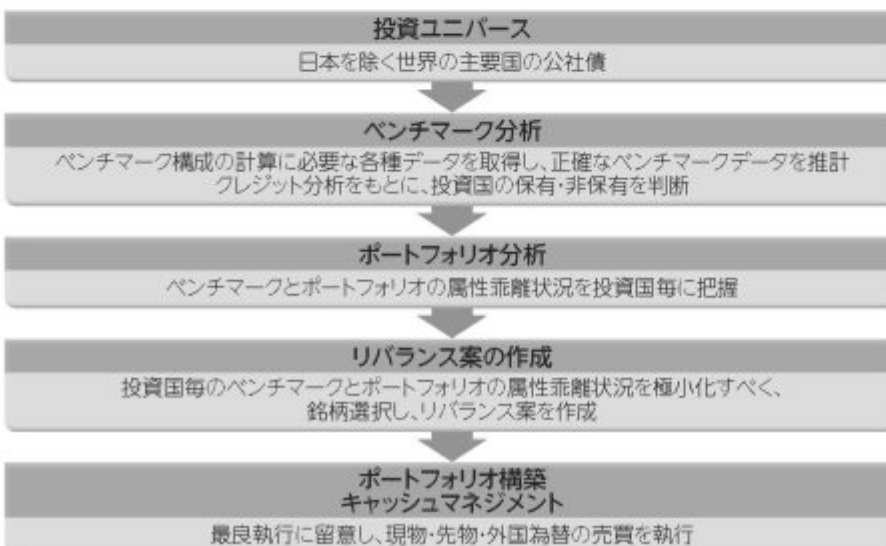 投資ユニバース
日本を除く世界の主要国の公社債
ベンチマーク分析
ベンチマーク構成の計算に必要な各種データを取得し、正確なベンチマークデータを推計
クレジット分析をもとに、投資国の保有・非保有を判断
ポートフォリオ分析
ベンチマークとポートフォリオの属性乖離状況を投資国毎に把握
リバランス案の作成
投資国毎のベンチマークとポートフォリオの属性乖離状況を極小化すべく、
銘柄選択し、リバランス案を作成
ポートフォリオ構築
キャッシュマネジメント
最良執行に留意し、現物・先物・外国為替の売買を執行